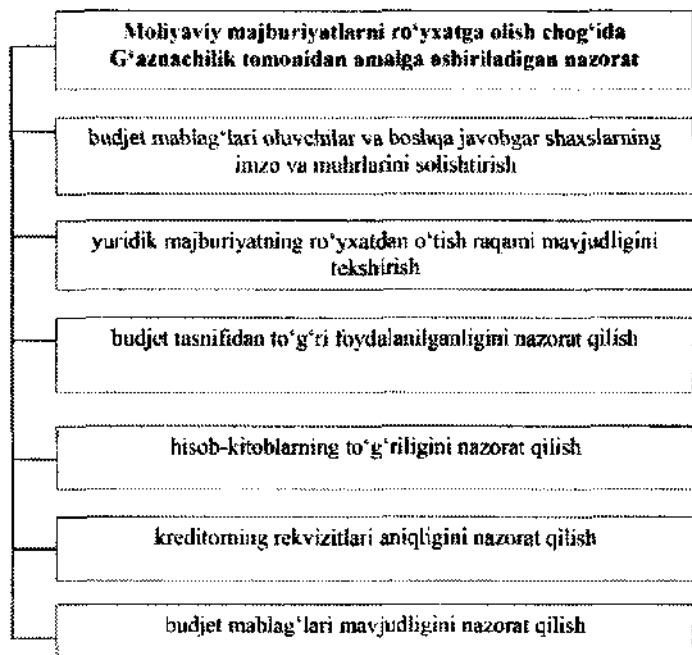 Moliyaviy majburiyatlarni ro‘yxatga olish chog‘ida
G‘aznachilik tomonidan amalga oshiriladigan nazorat
budjet mablag‘lari oluvchilar va boshqa javobgar shaxslarning
imzo va muhrlarini solishtirish
yuridik majburiyatning ro‘yxatdan o‘tish raqami mavjudligini
tekshirish
budjet tasnifidan to‘g‘ri foydalanilganligini nazorat qilish
hisob-kitoblarning to‘g‘riligini nazorat qilish
kreditorning rekvizitlari aniqligini nazorat qilish
budjet mablag‘lari mavjudligini nazorat qilish